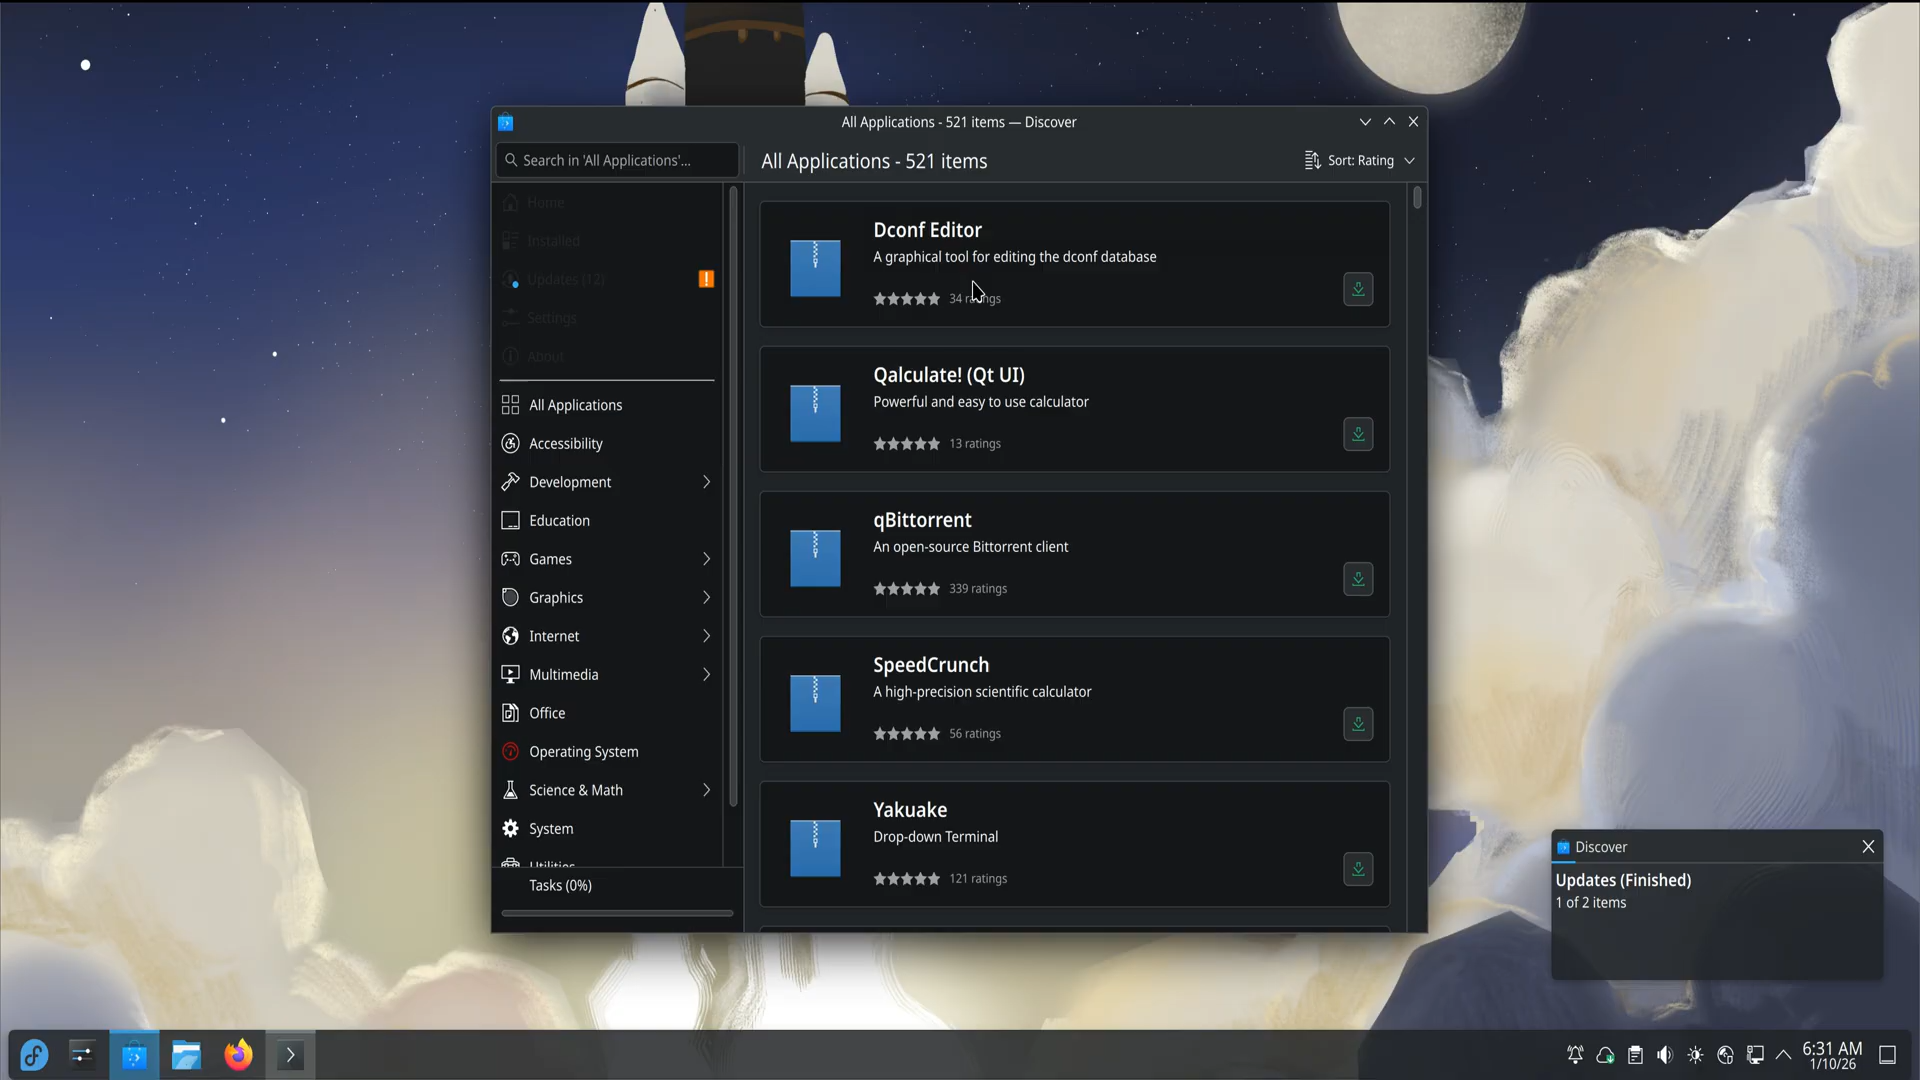 All Applications - 521 items — Discover
Search in 'All Applications'...
All Applications - 521 items
Sort: Rating
Home
Installed
Updates (12)
Settings
About
All Applications
Accessibility
Development
Education
Games
Graphics
Internet
Multimedia
Office
Operating System
Science & Math
System
Utilities
Tasks (0%)
Dconf Editor
A graphical tool for editing the dconf database
34 ratings
Qalculate! (Qt UI)
Powerful and easy to use calculator
13 ratings
qBittorrent
An open-source Bittorrent client
339 ratings
SpeedCrunch
A high-precision scientific calculator
56 ratings
Yakuake
Drop-down Terminal
121 ratings
Discover
Updates (Finished)
1 of 2 items
6:31 AM
1/10/26